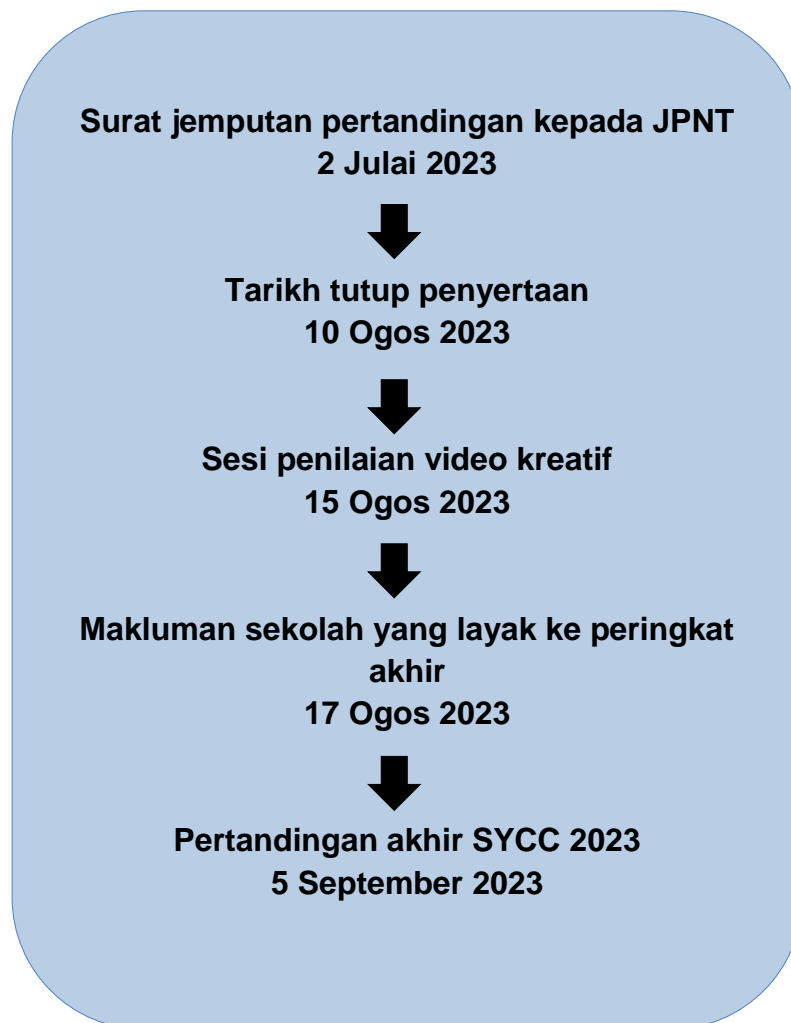 Surat jemputan pertandingan kepada JPNT
2 Julai 2023
Tarikh tutup penyertaan
10 Ogos 2023
Sesi penilaian video kreatif
15 Ogos 2023
Makluman sekolah yang layak ke peringkat
akhir
17 Ogos 2023
Pertandingan akhir SYCC 2023
5 September 2023